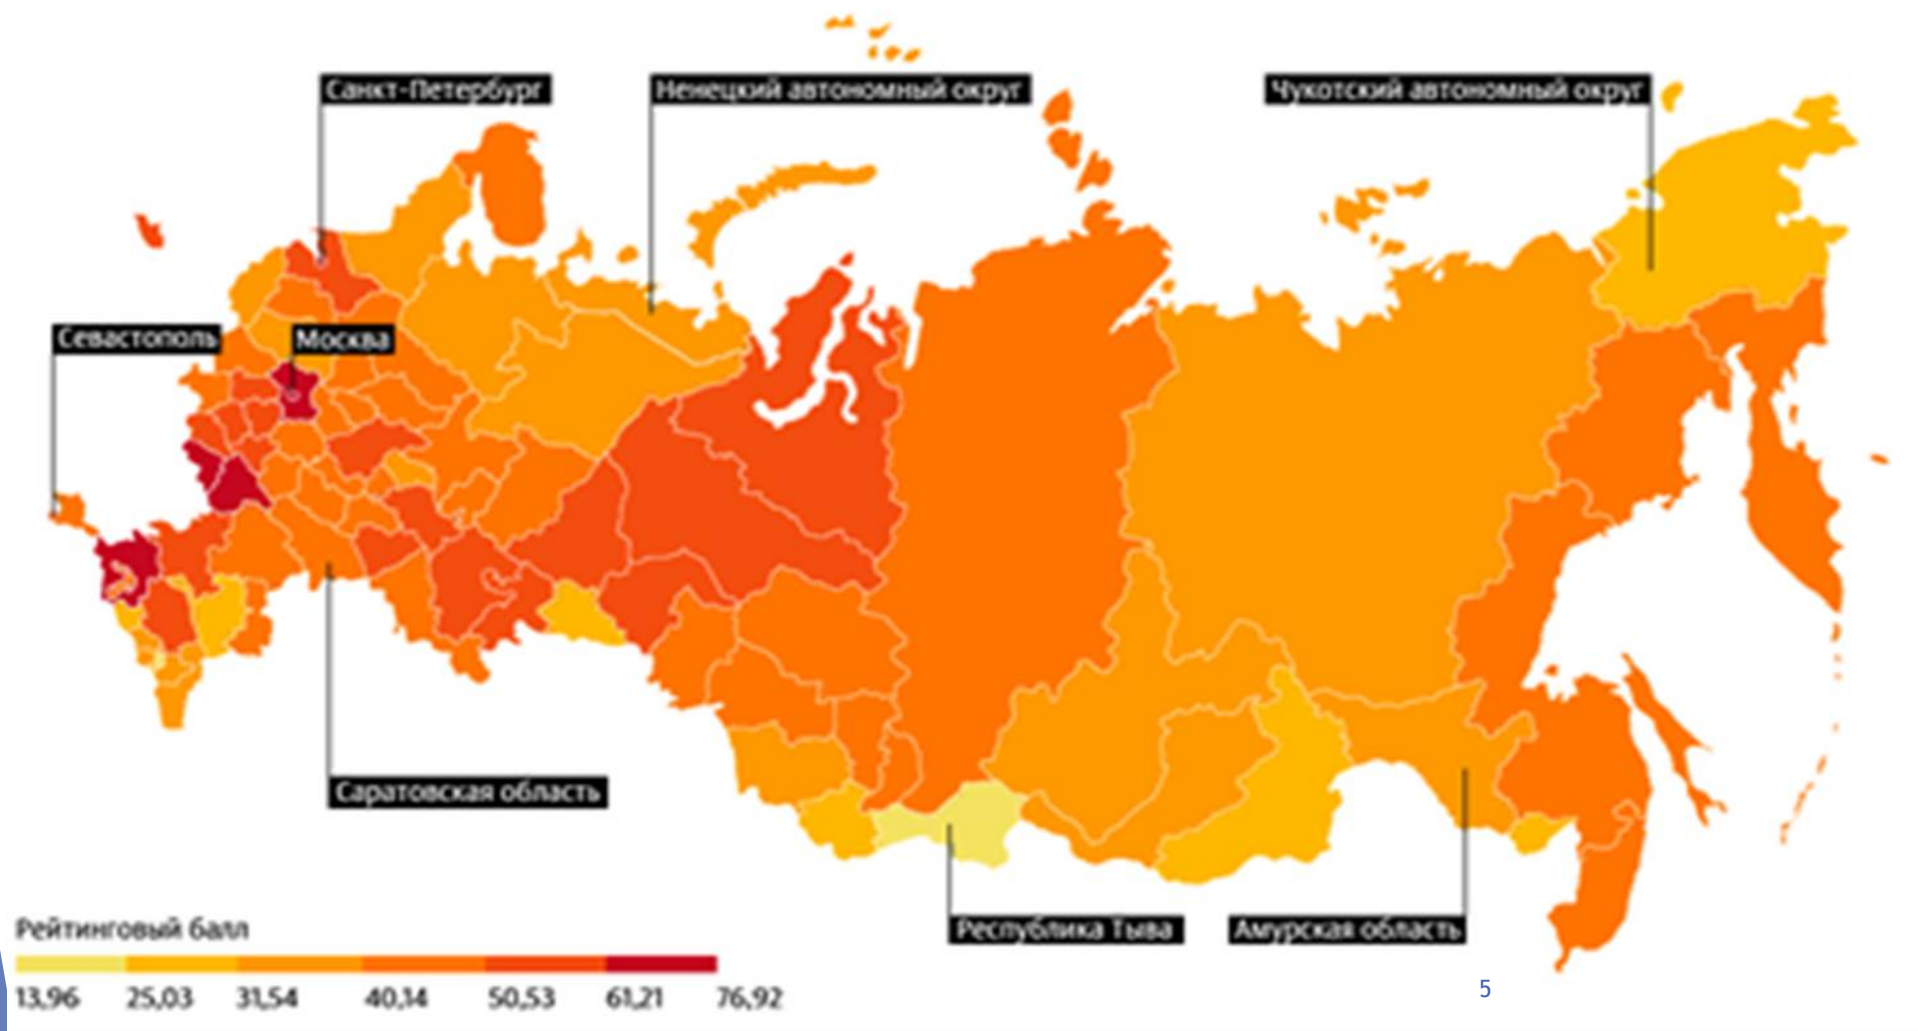 Санкт-Петербург
Ненецкий автономный округ
Чукотский автономный округ
Севастополь
Москва
Саратовская область
Республика Тыва
Амурская область
Рейтинговый балл
13,96 25,03 31,54 40,14 50,53 61,21 76,92
5